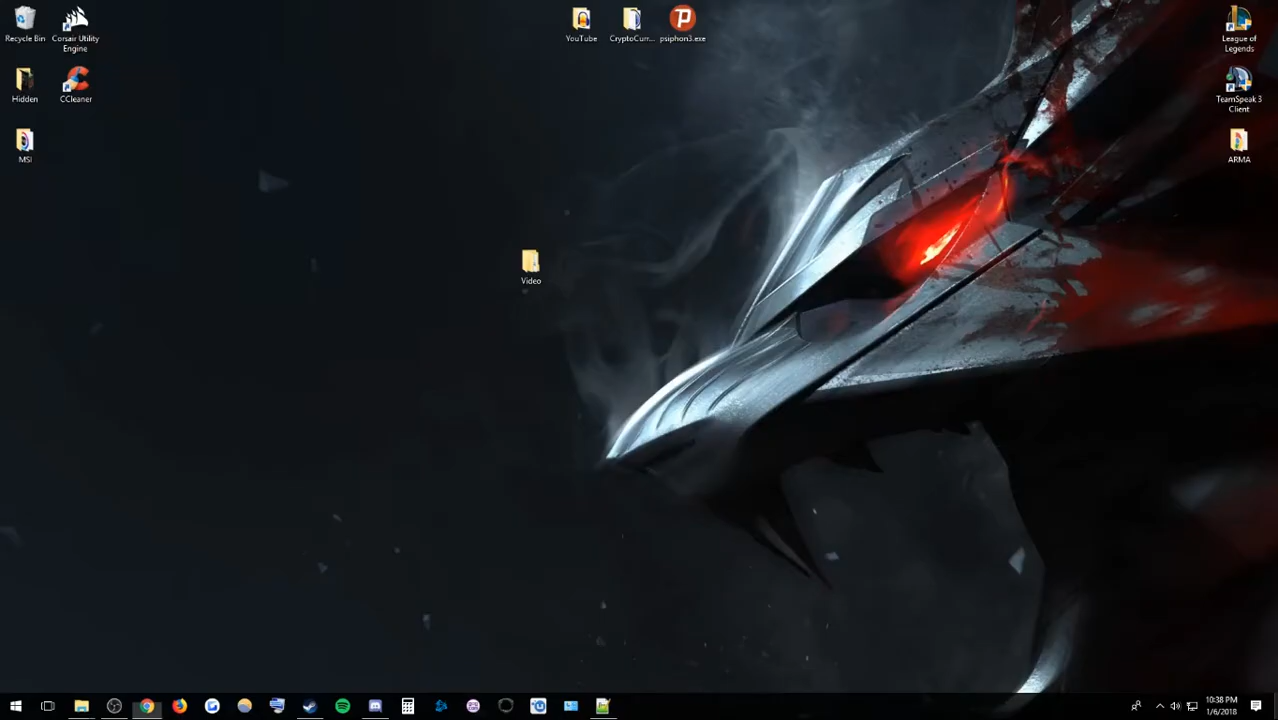 Recycle Bin
Corsair Utility
Engine
YouTube
CryptoCurr...
psiphon3.exe
League of
Legends
Hidden
CCleaner
TeamSpeak 3
Client
MSI
ARMA
Video
10:38 PM
1/6/2018